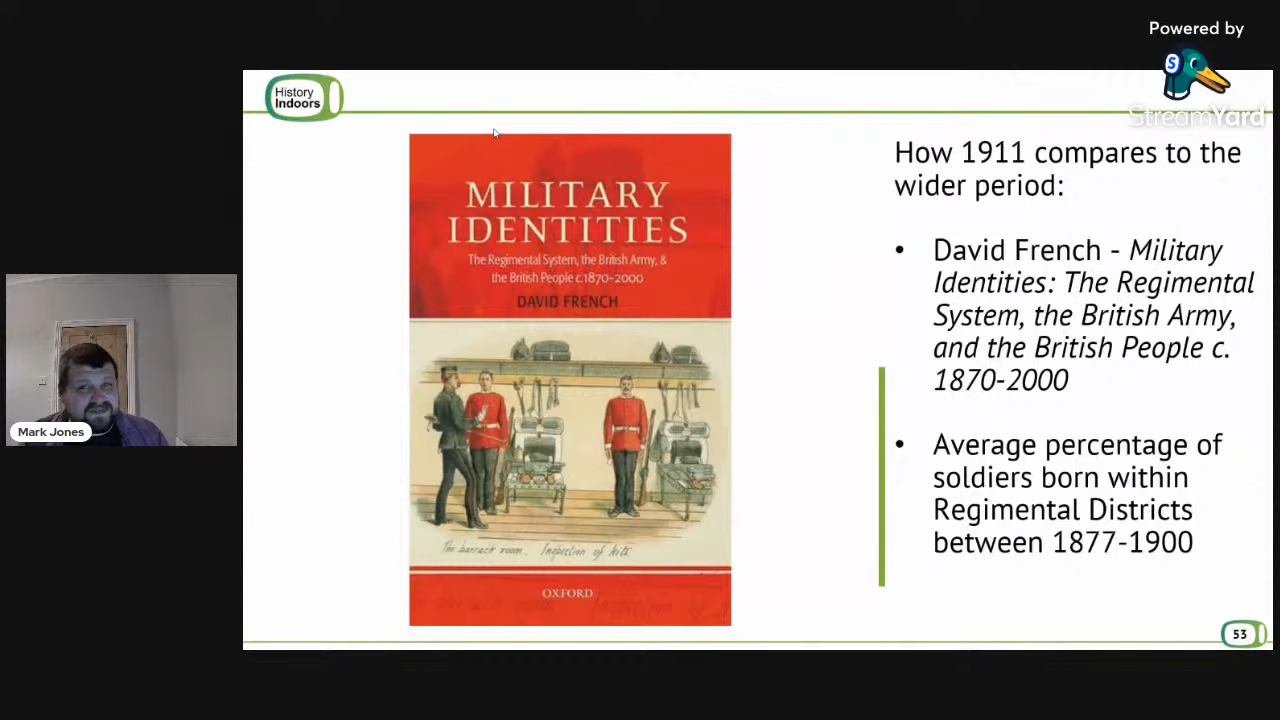 Powered by
StreamYard
History
Indoors
MILITARY
IDENTITIES
The Regimental System, the British Army, &
the British People c.1870–2000
DAVID FRENCH
The barrack room. Inspection of kits
OXFORD
How 1911 compares to the
wider period:
• David French - Military
Identities: The Regimental
System, the British Army,
and the British People c.
1870-2000
• Average percentage of
soldiers born within
Regimental Districts
between 1877-1900
Mark Jones
53